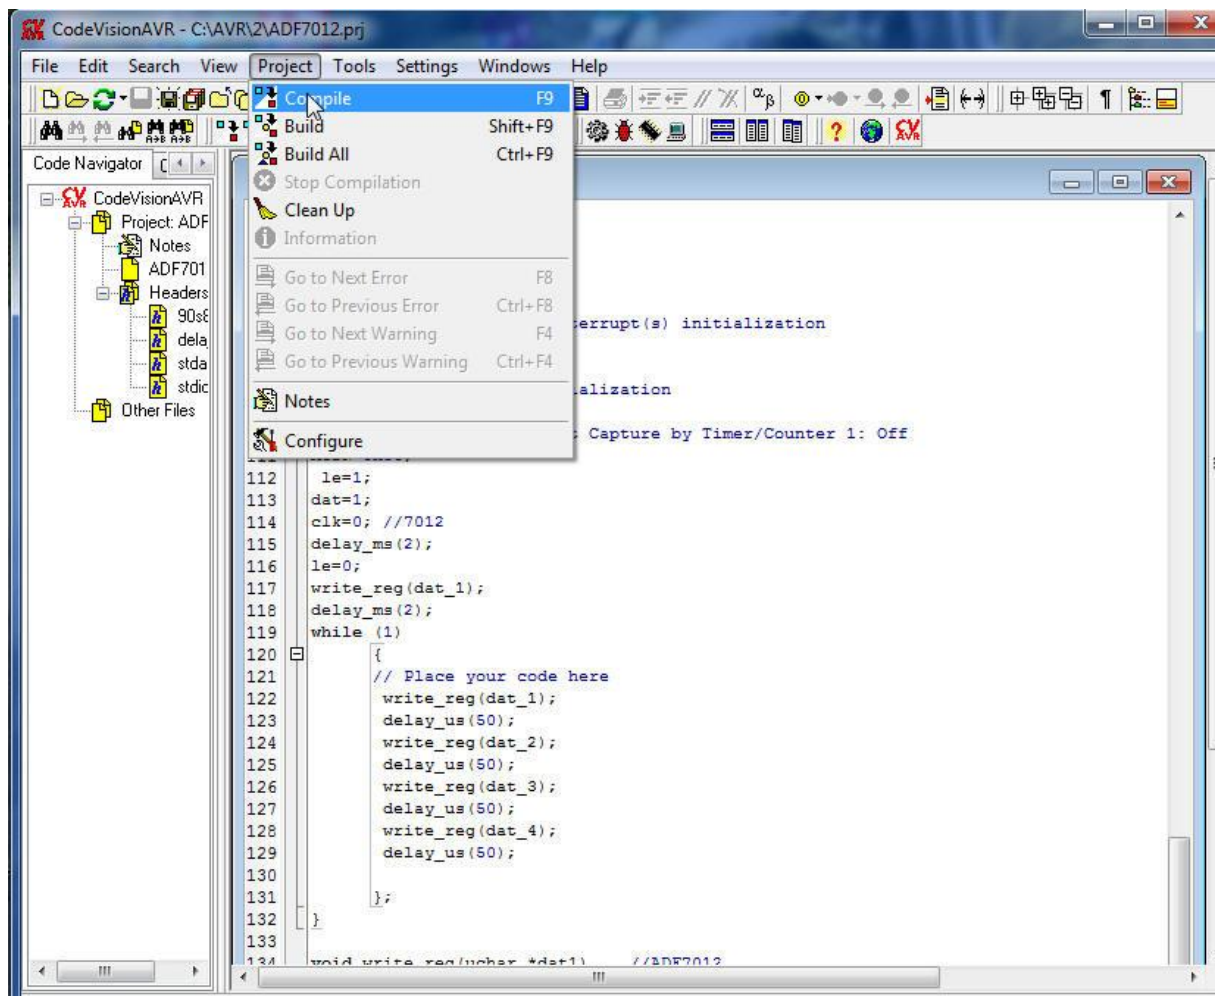 CodeVisionAVR - C:\AVR\2\ADF7012.prj
File Edit Search View Project Tools Settings Windows Help
Compile F9
Build Shift+F9
Build All Ctrl+F9
Stop Compilation
Clean Up
Information
Go to Next Error F8
Go to Previous Error Ctrl+F8
Go to Next Warning F4
Go to Previous Warning Ctrl+F4
Notes
Configure
Code Navigator
CodeVisionAVR
Project: ADF
Notes
ADF701
Headers
90s8
dela
stda
stdic
Other Files
errupt(s) initialization
alization
Capture by Timer/Counter 1: Off
112 le=1;
113 dat=1;
114 clk=0; //7012
115 delay_ms(2);
116 le=0;
117 write_reg(dat_1);
118 delay_ms(2);
119 while (1)
120 {
121 // Place your code here
122 write_reg(dat_1);
123 delay_us(50);
124 write_reg(dat_2);
125 delay_us(50);
126 write_reg(dat_3);
127 delay_us(50);
128 write_reg(dat_4);
129 delay_us(50);
130
131 };
132 }
133
134 void write_reg(uchar *dat1) //ADF7012